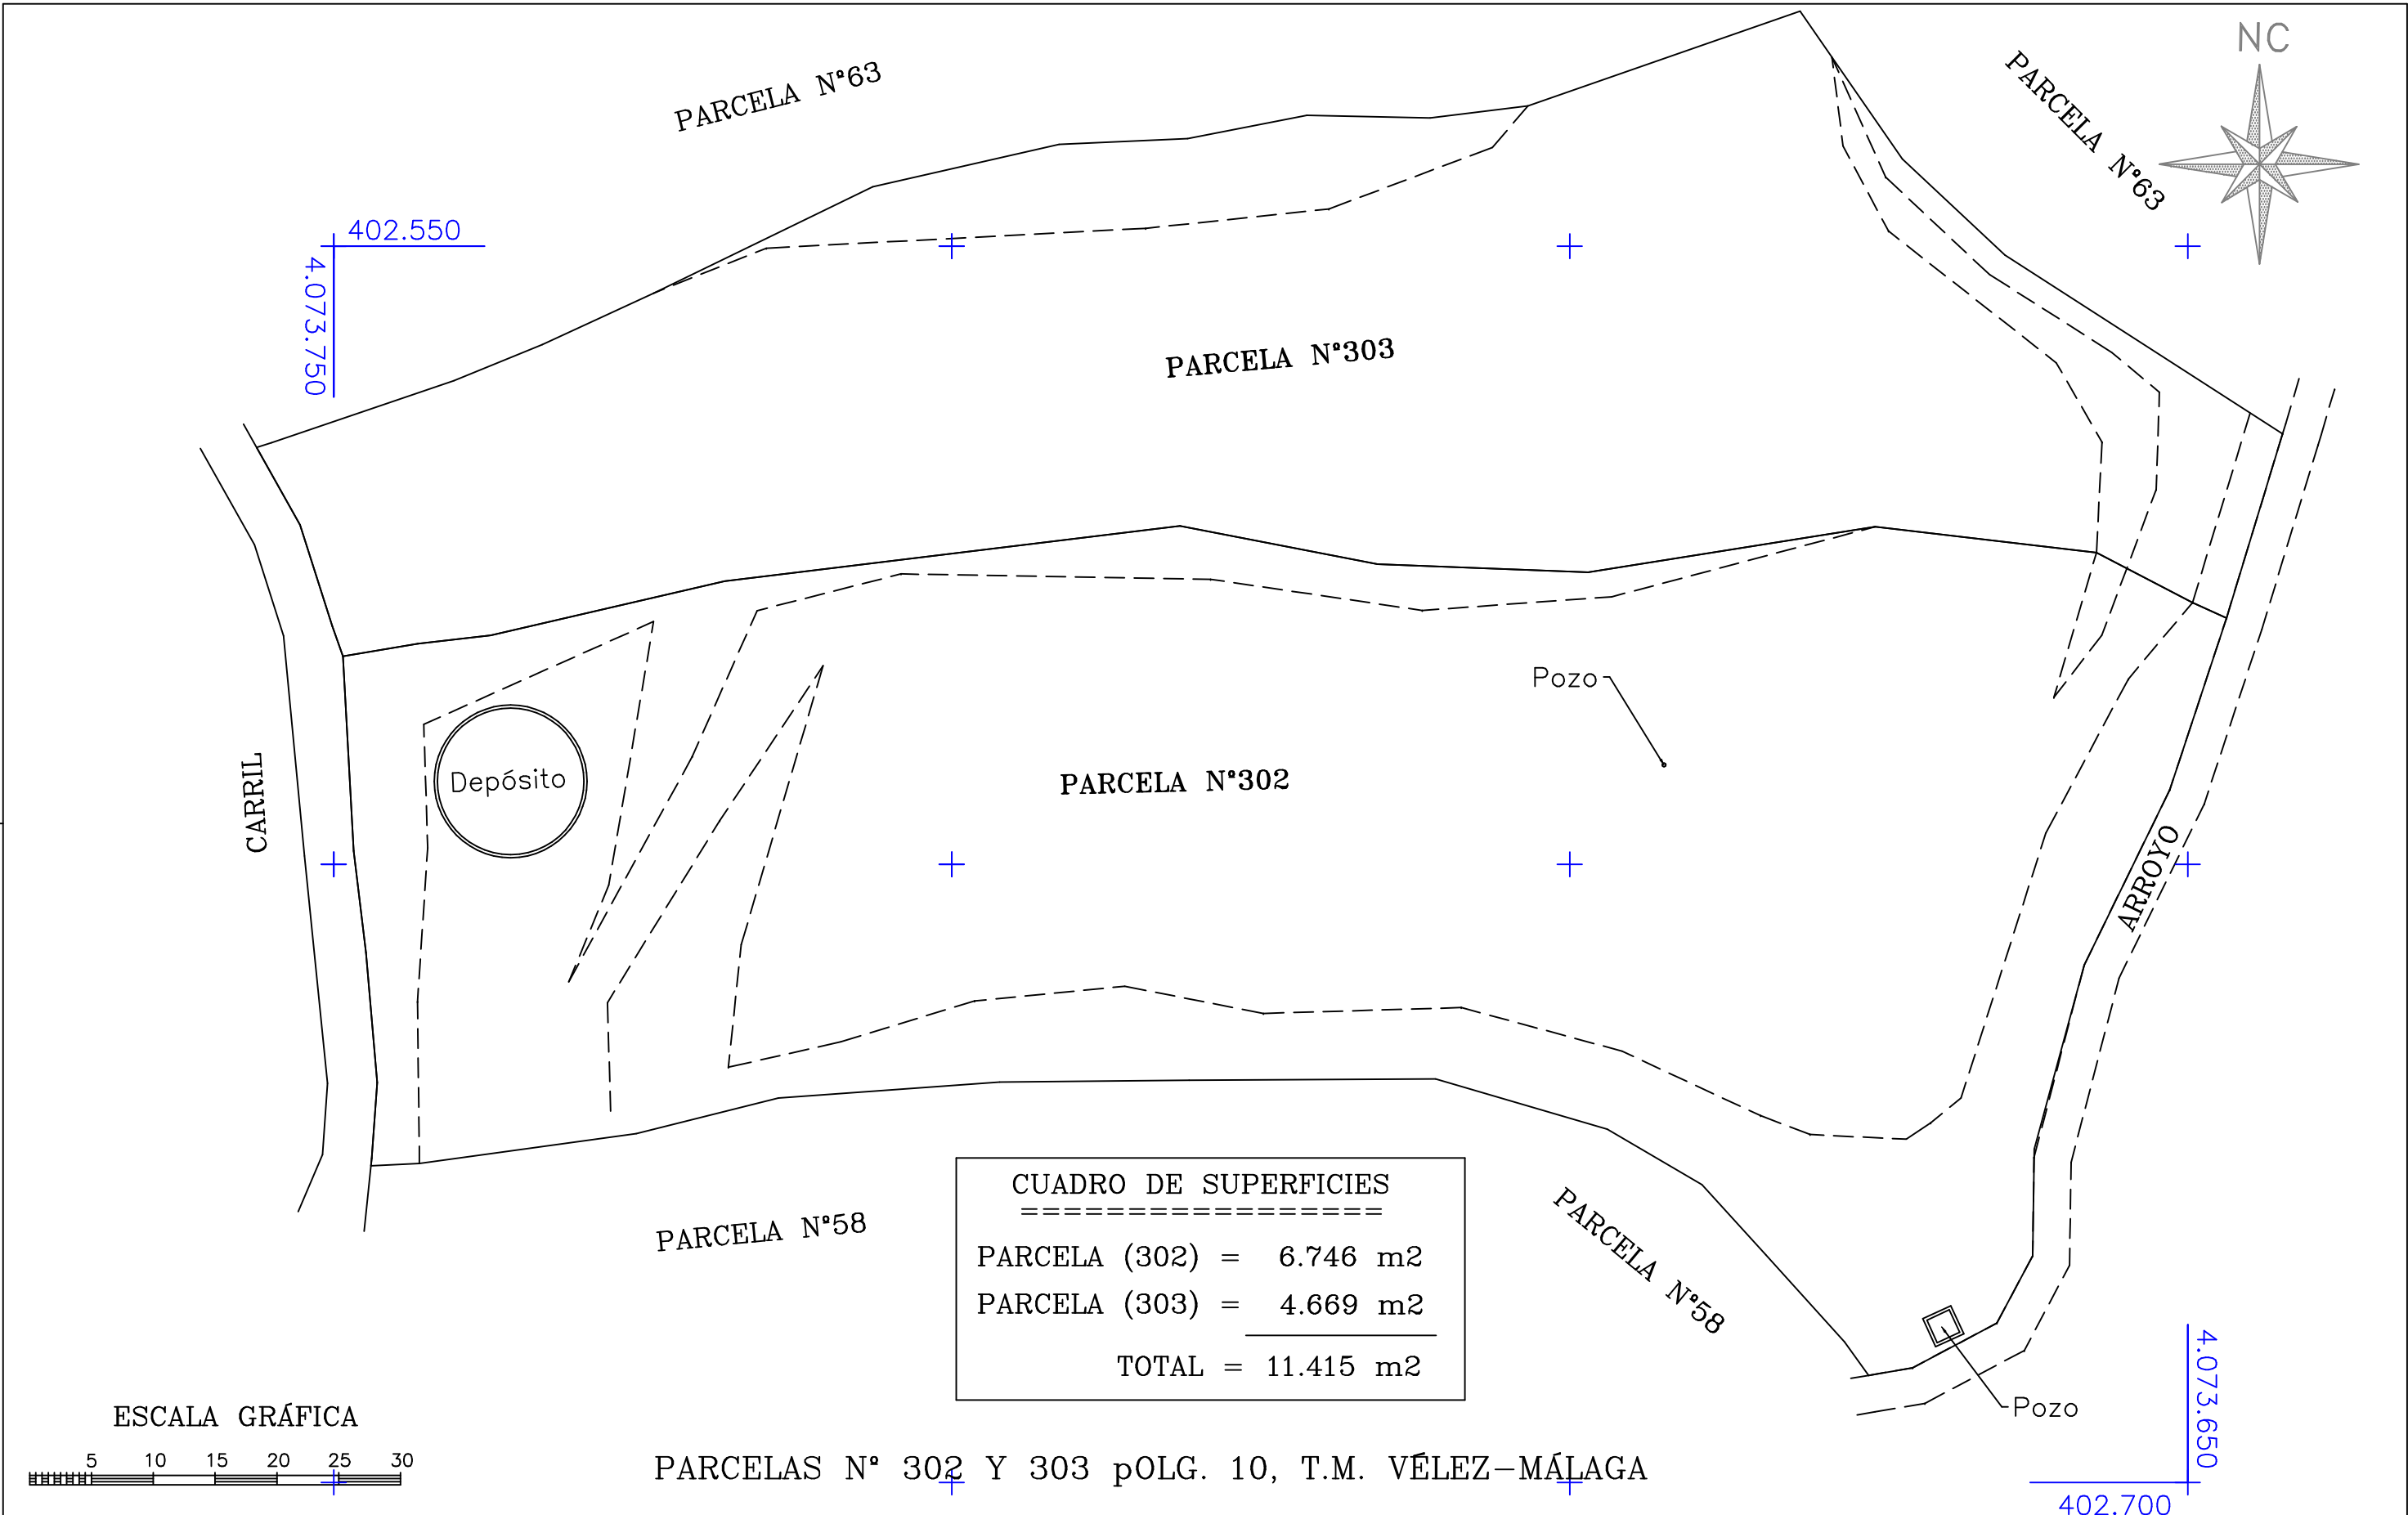 NC
PARCELA Nº63
PARCELA Nº63
402.550
4.073.750
PARCELA Nº303
Pozo
Depósito
PARCELA Nº302
CARRIL
ARROYO
PARCELA Nº58
PARCELA Nº58
CUADRO DE SUPERFICIES
=================
PARCELA (302) = 6.746 m2
PARCELA (303) = 4.669 m2
TOTAL = 11.415 m2
Pozo
4.073.650
402.700
ESCALA GRÁFICA
5 10 15 20 25 30
PARCELAS Nº 302 Y 303 pOLG. 10, T.M. VÉLEZ-MÁLAGA